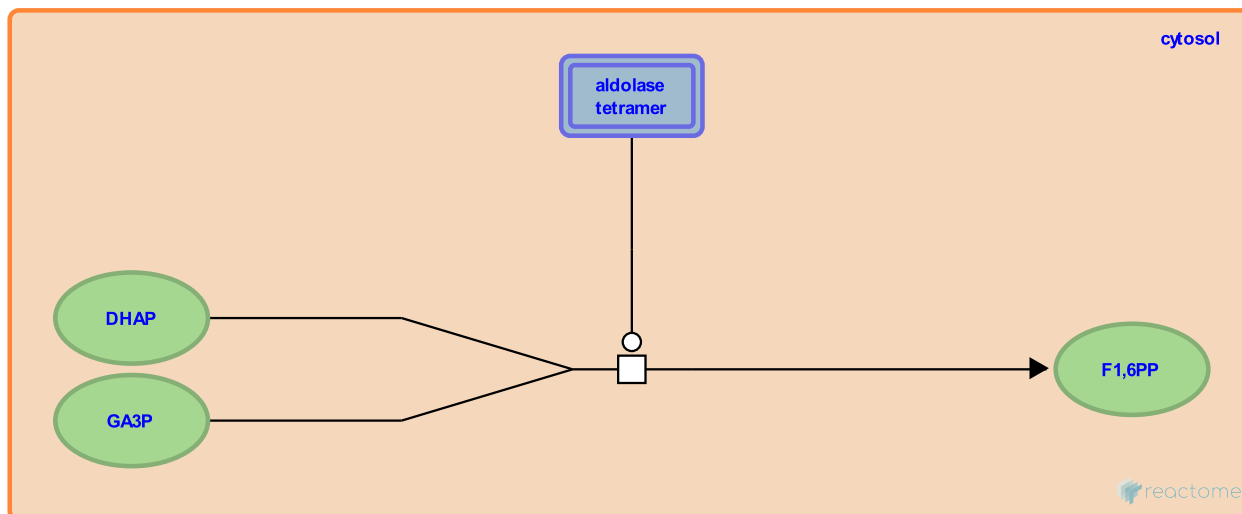 cytosol
aldolase
tetramer
DHAP
GA3P
F1,6PP
reactome